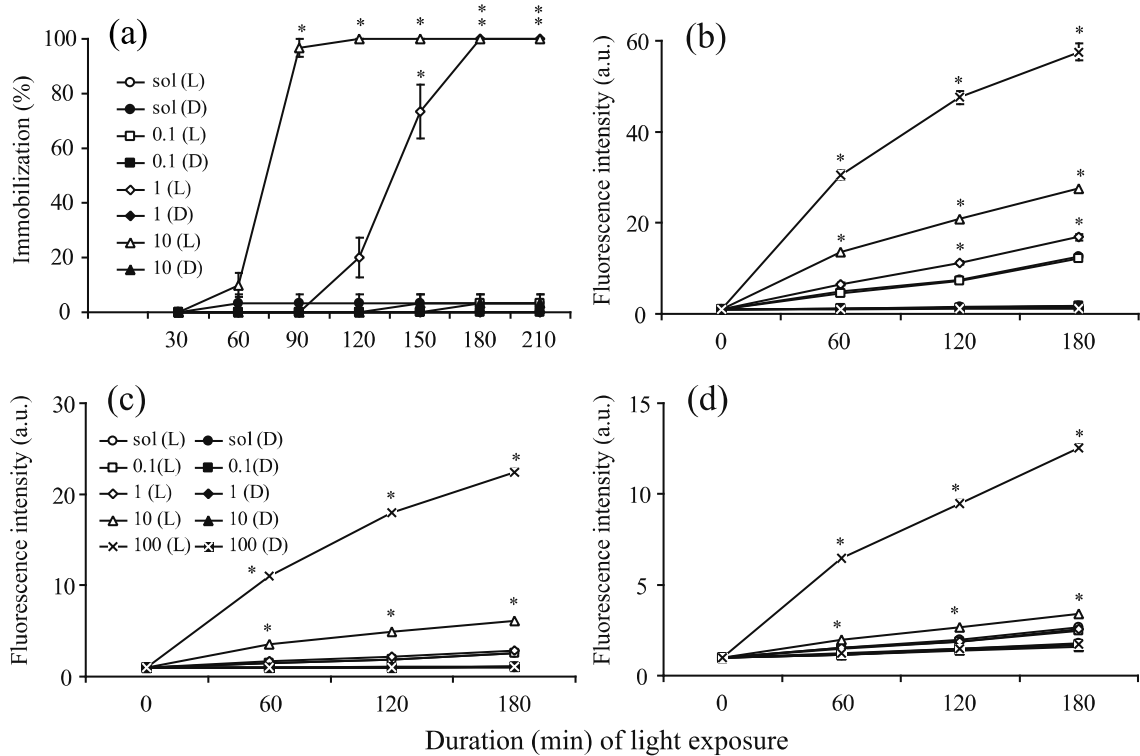 (a)
* * * * *
* *
Immobilization (%)
100
80
60
40
20
0
sol (L)
sol (D)
0.1 (L)
0.1 (D)
1 (L)
1 (D)
10 (L)
10 (D)
30 60 90 120 150 180 210
(b)
* * *
* * *
* *
Fluorescence intensity (a.u.)
60
40
20
0
0 60 120 180
(c)
* * *
* * *
Fluorescence intensity (a.u.)
30
20
10
0
sol (L) sol (D)
0.1(L) 0.1(D)
1 (L) 1 (D)
10 (L) 10 (D)
100 (L) 100 (D)
0 60 120 180
(d)
* * *
* * *
Fluorescence intensity (a.u.)
15
10
5
0
0 60 120 180
Duration (min) of light exposure